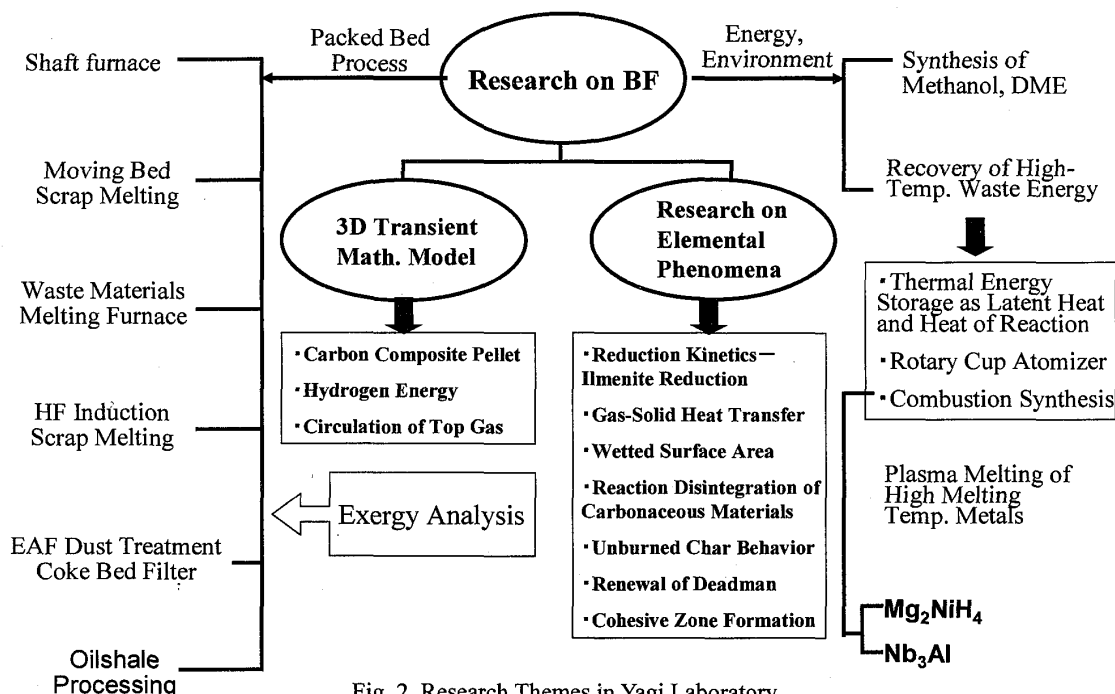 Packed Bed
Process
Research on BF
Energy,
Environment
Shaft furnace
Moving Bed
Scrap Melting
Waste Materials
Melting Furnace
HF Induction
Scrap Melting
EAF Dust Treatment
Coke Bed Filter
Oilshale
Processing
3D Transient
Math. Model
・Carbon Composite Pellet
・Hydrogen Energy
・Circulation of Top Gas
Exergy Analysis
Research on
Elemental
Phenomena
・Reduction Kinetics—
Ilmenite Reduction
・Gas-Solid Heat Transfer
・Wetted Surface Area
・Reaction Disintegration of
Carbonaceous Materials
・Unburned Char Behavior
・Renewal of Deadman
・Cohesive Zone Formation
Synthesis of
Methanol, DME
Recovery of High-
Temp. Waste Energy
・Thermal Energy
Storage as Latent Heat
and Heat of Reaction
・Rotary Cup Atomizer
・Combustion Synthesis
Plasma Melting of
High Melting
Temp. Metals
Mg₂NiH₄
Nb₃Al
Fig. 2 Research Themes in Yagi Laboratory